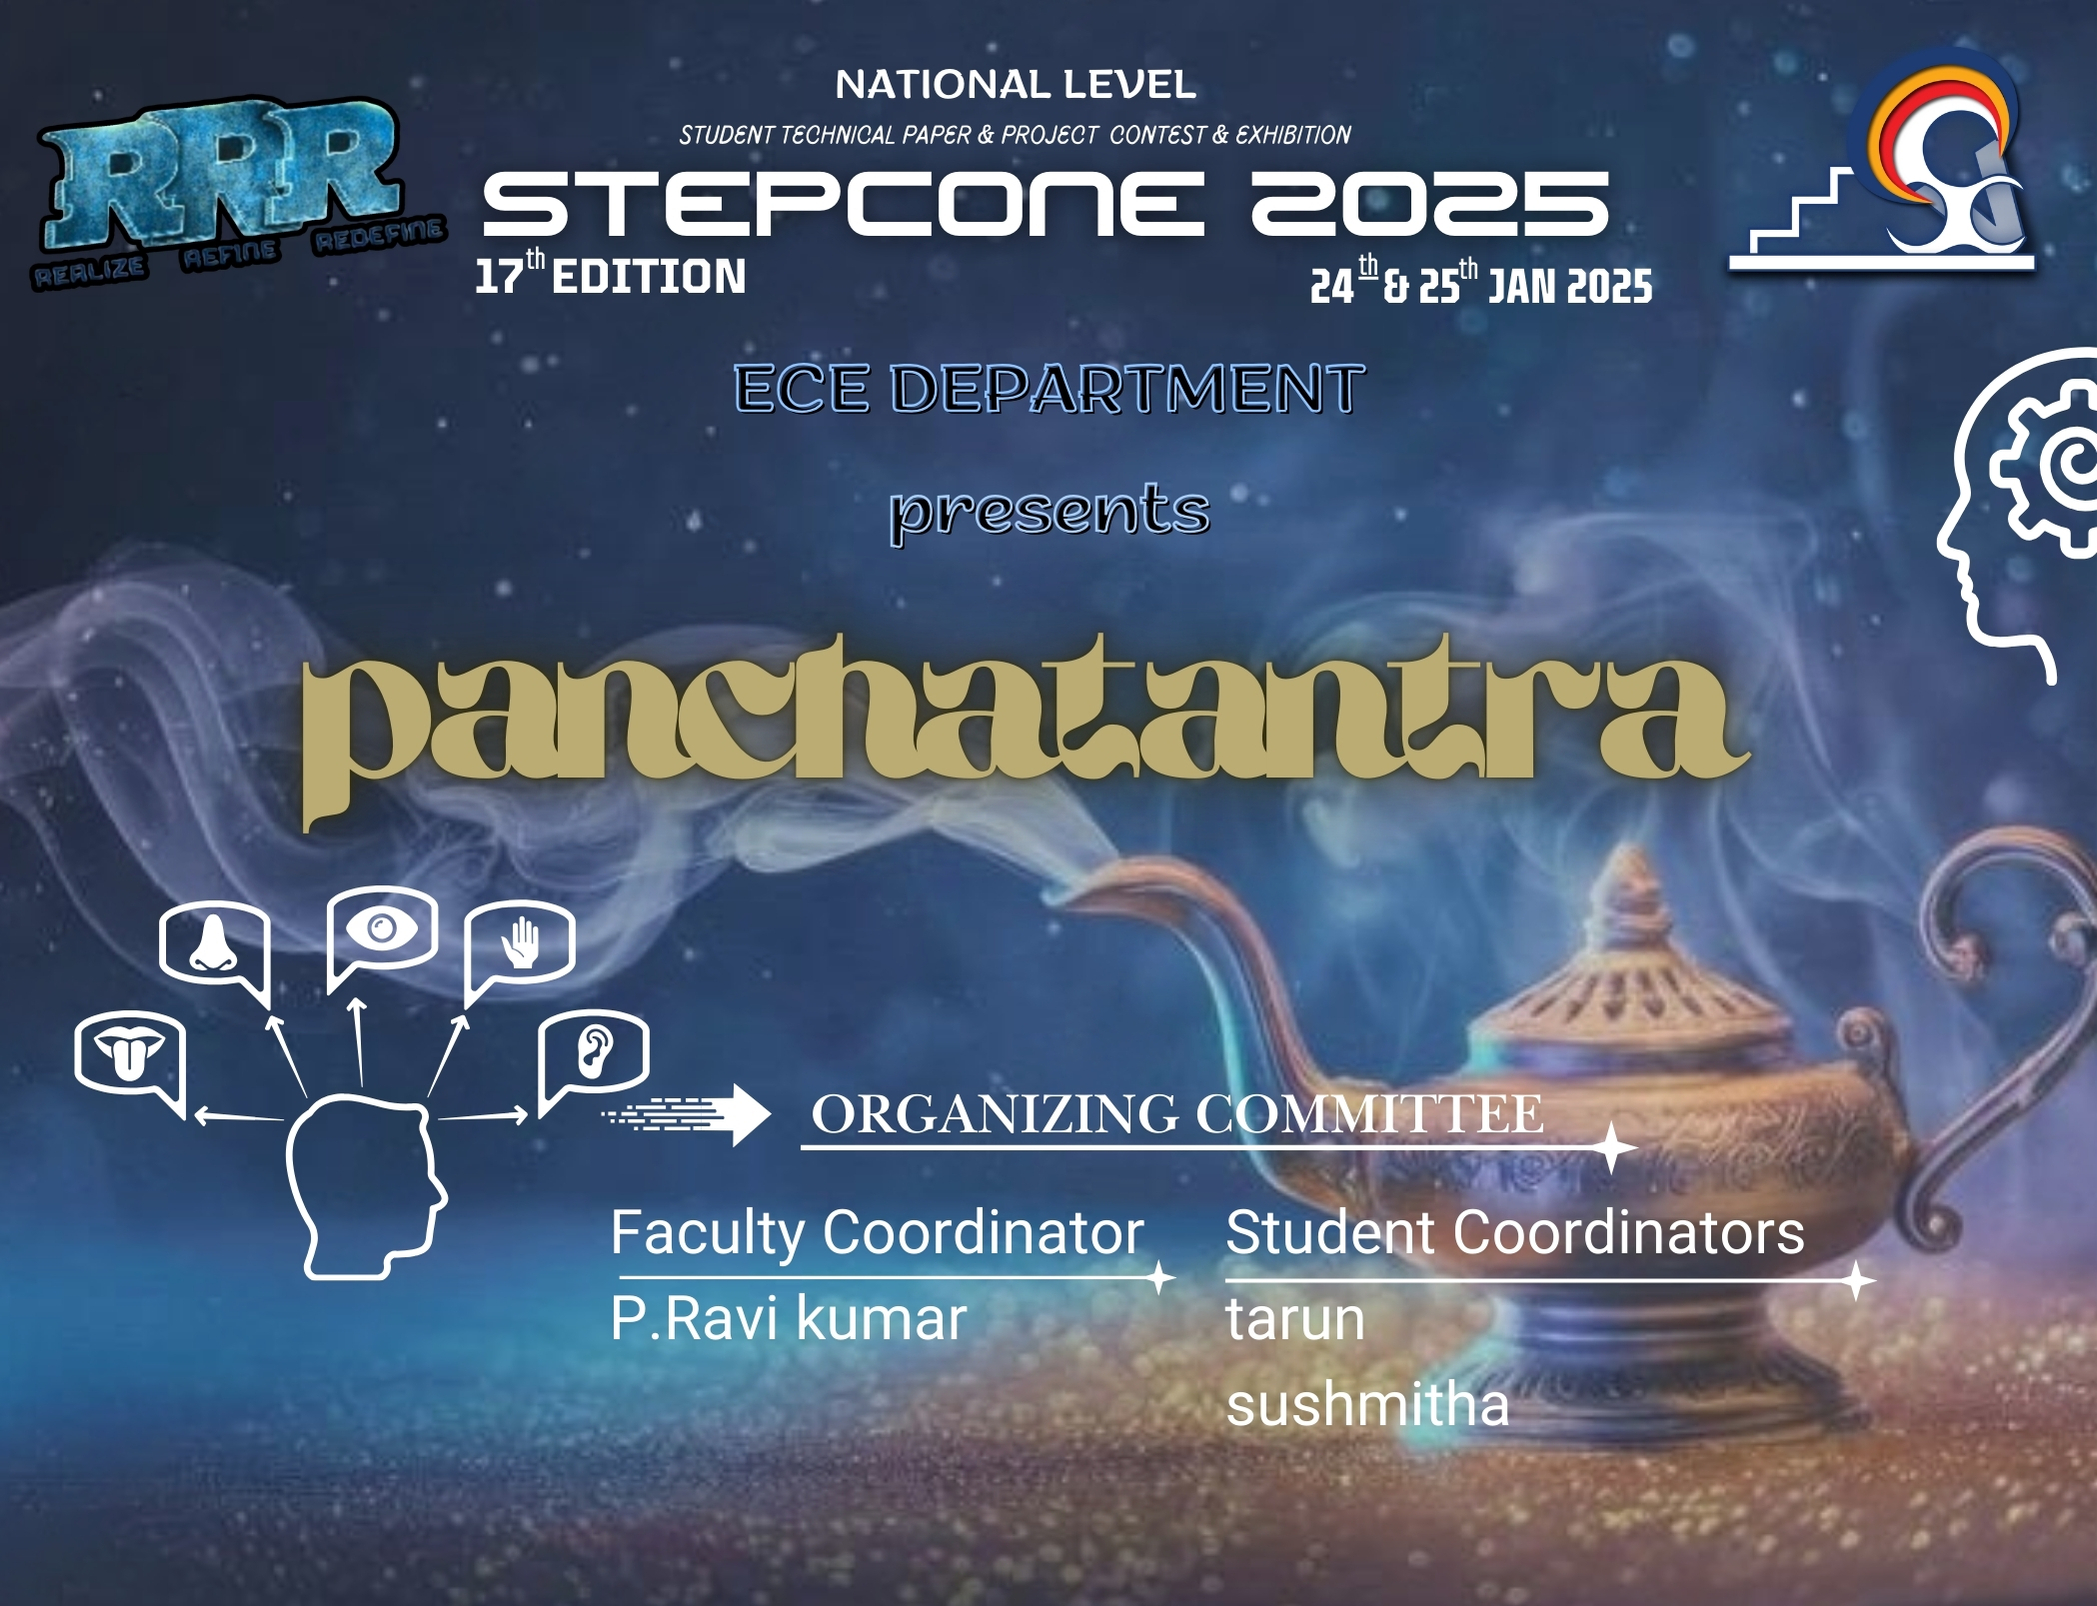 NATIONAL LEVEL
STUDENT TECHNICAL PAPER & PROJECT CONTEST & EXHIBITION
RRR
REALIZE REFINE REDEFINE
STEPCONE 2025
17th EDITION
24th & 25th JAN 2025
ECE DEPARTMENT
presents
panchatantra
ORGANIZING COMMITTEE
Faculty Coordinator
P.Ravi kumar
Student Coordinators
tarun
sushmitha